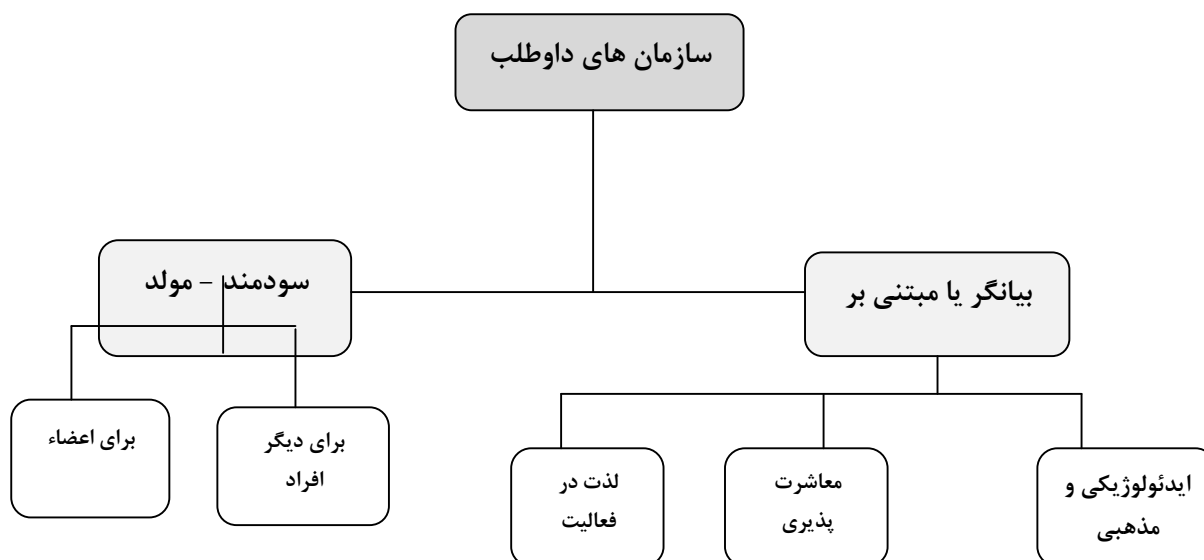 سازمان های داوطلب
بیانگر یا مبتنی بر
سودمند – مولد
ایدئولوژیکی و
مذهبی
معاشرت
پذیری
لذت در
فعالیت
برای دیگر
افراد
برای اعضاء